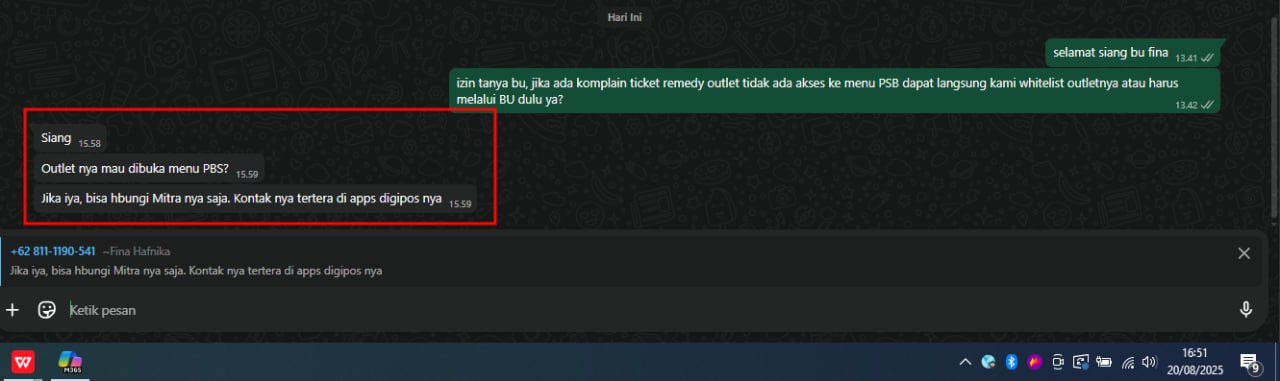 Hari Ini
selamat siang bu fina
13.41
izin tanya bu, jika ada komplain ticket remedy outlet tidak ada akses ke menu PSB dapat langsung kami whitelist outletnya atau harus
melalui BU dulu ya?
13.42
Siang
15.58
Outlet nya mau dibuka menu PBS?
15.59
Jika iya, bisa hbungi Mitra nya saja. Kontak nya tertera di apps digipos nya
15.59
+62 811-1190-541 ~Fina Hafnika
Jika iya, bisa hbungi Mitra nya saja. Kontak nya tertera di apps digipos nya
Ketik pesan
W
M365
16:51
20/08/2025
9